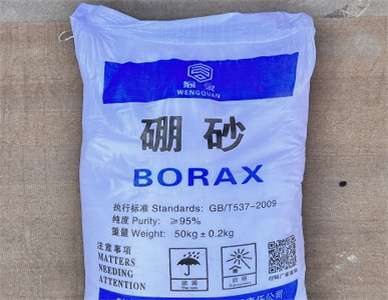 WENGQUAN
硼砂
BORAX
执行标准 Standards: GB/T537-2009
纯度 Purity: ≥95%
重量 Weight: 50kg±0.2kg
注意事项
MATTERS
NEEDING
ATTENTION